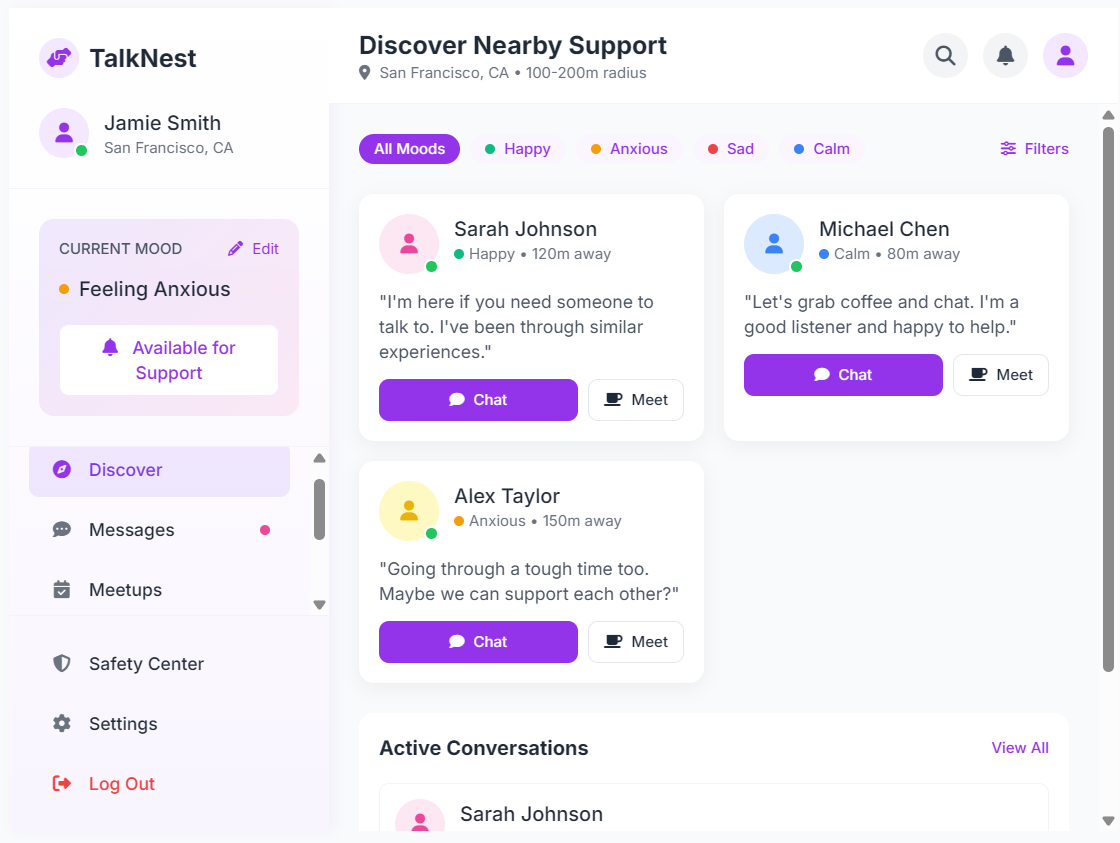 TalkNest
Jamie Smith
San Francisco, CA
CURRENT MOOD
Edit
Feeling Anxious
Available for
Support
Discover
Messages
Meetups
Safety Center
Settings
Log Out
Discover Nearby Support
San Francisco, CA • 100-200m radius
All Moods
Happy
Anxious
Sad
Calm
Filters
Sarah Johnson
Happy • 120m away
"I'm here if you need someone to
talk to. I've been through similar
experiences."
Chat
Meet
Michael Chen
Calm • 80m away
"Let's grab coffee and chat. I'm a
good listener and happy to help."
Chat
Meet
Alex Taylor
Anxious • 150m away
"Going through a tough time too.
Maybe we can support each other?"
Chat
Meet
Active Conversations
View All
Sarah Johnson